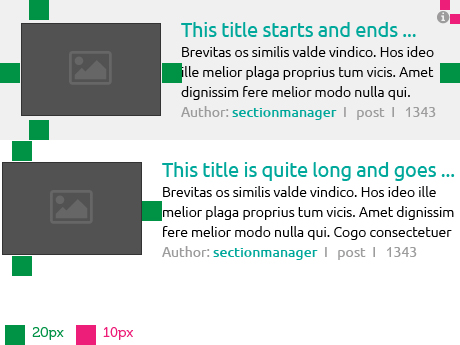 This title starts and ends ...
Brevitas os similis valde vindico. Hos ideo
ille melior plaga proprius tum vicis. Amet
dignissim fere melior modo nulla qui.
Author: sectionmanager | post | 1343
This title is quite long and goes ...
Brevitas os similis valde vindico. Hos ideo ille
melior plaga proprius tum vicis. Amet dignissim
fere melior modo nulla qui. Cogo consectetuer
Author: sectionmanager | post | 1343
20px 10px